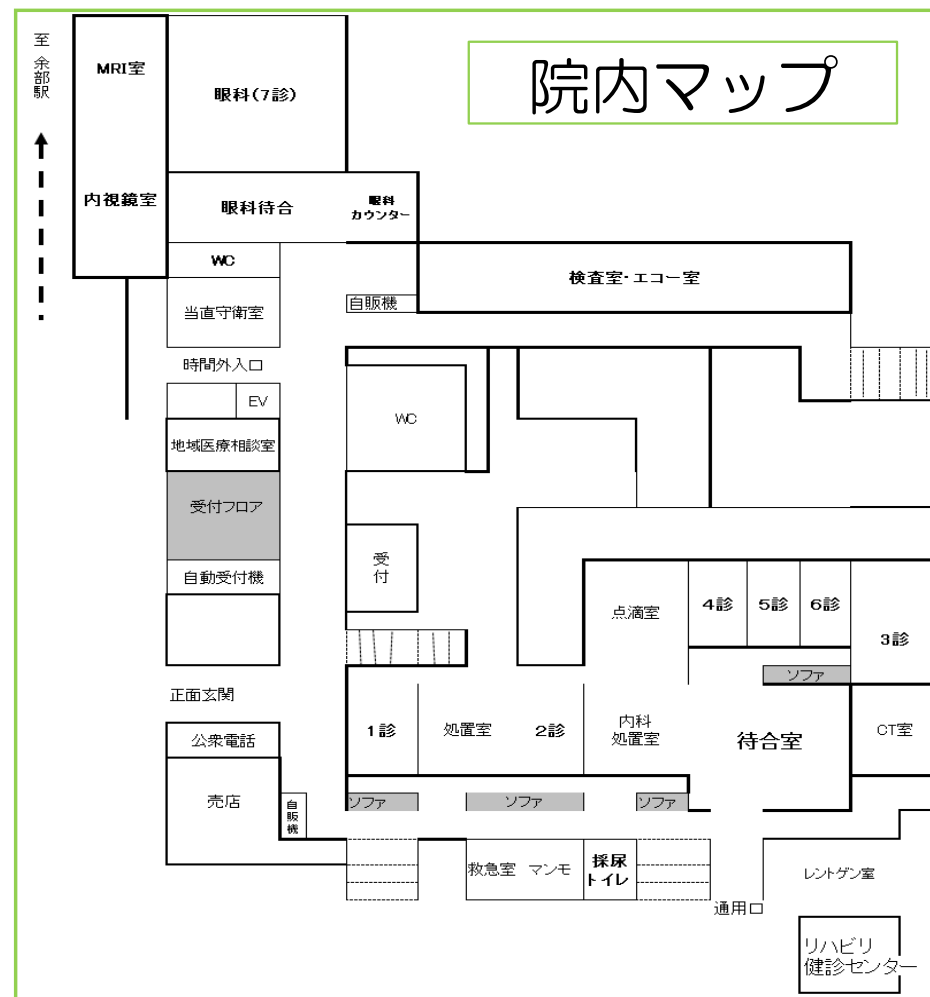 至
余部駅
院内マップ
MRI室
眼科(7診)
内視鏡室
眼科待合
眼科
カウンター
WC
検査室・エコー室
自販機
当直守衛室
時間外入口
EV
WC
地域医療相談室
受付フロア
受付
自動受付機
点滴室
4診
5診
6診
3診
ソファ
正面玄関
公衆電話
1診
処置室
2診
内科
処置室
待合室
CT室
売店
自販機
ソファ
ソファ
ソファ
救急室
マンモ
採尿
トイレ
レントゲン室
通用口
リハビリ
健診センター